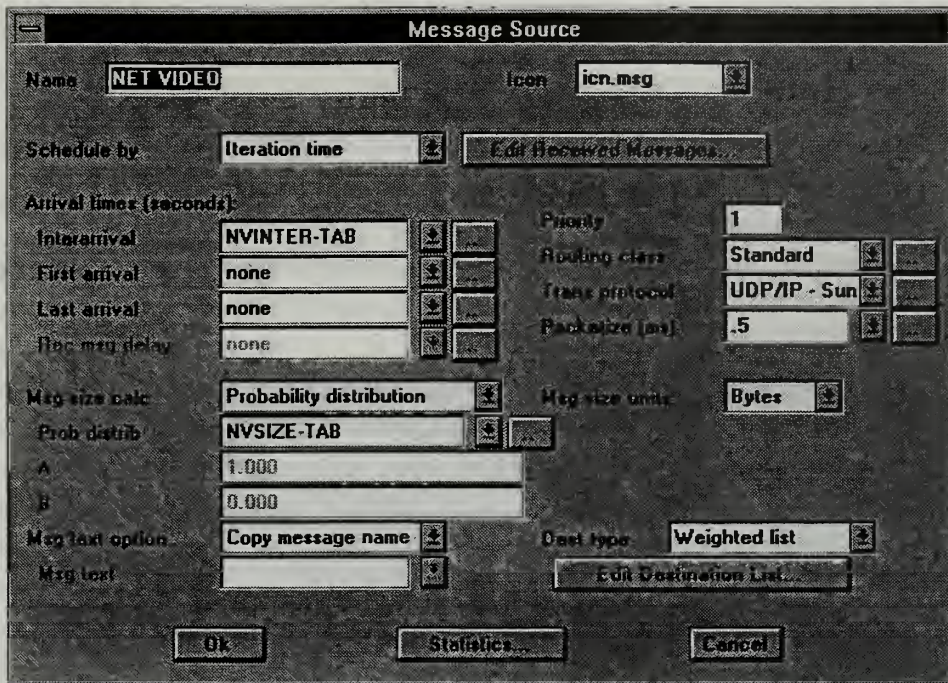 Message Source
Name NET VIDEO Icon icn.msg
Schedule by Iteration time Edit Received Messages...
Arrival times (seconds):
Interarrival NVINTER-TAB Priority 1
First arrival none Routing class Standard
Last arrival none Trans protocol UDP/IP - Sun
Rec msg delay none Packetize (ms) .5
Msg size calc Probability distribution Msg size units Bytes
Prob distrib NVSIZE-TAB
A 1.000
B 0.000
Msg text option Copy message name Dest type Weighted list
Msg text Edit Destination List...
Ok Statistics... Cancel